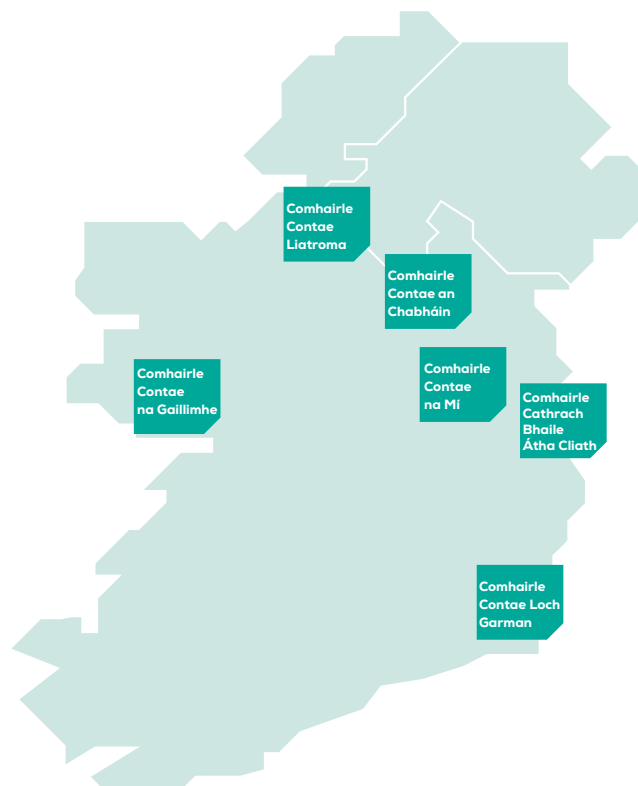 Comhairle
Contae
Liatroma
Comhairle
Contae an
Chabháin
Comhairle
Contae
na Mí
Comhairle
Contae
na Gaillimhe
Comhairle
Cathrach
Bhaile
Átha Cliath
Comhairle
Contae Loch
Garman